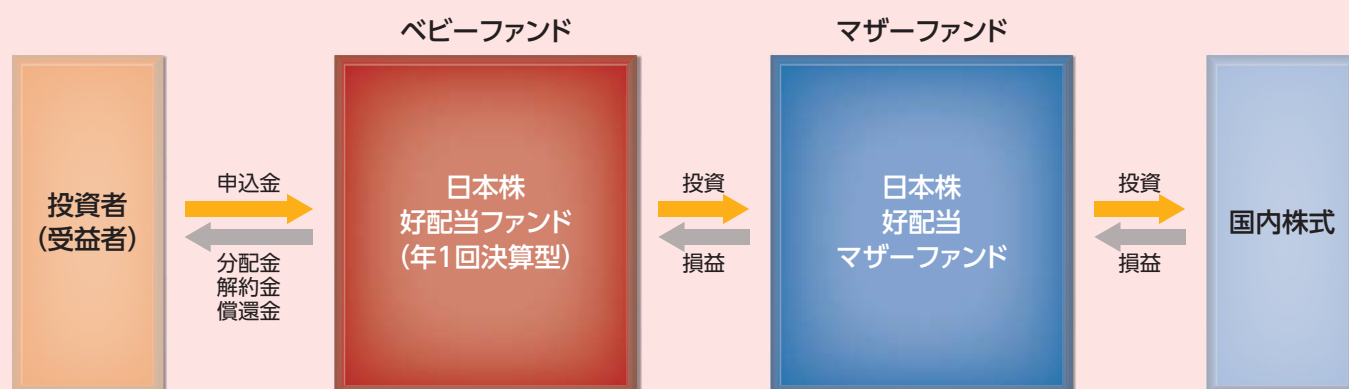 ベビーファンド
マザーファンド
投資者
(受益者)
申込金
分配金
解約金
償還金
日本株
好配当ファンド
(年1回決算型)
投資
損益
日本株
好配当
マザーファンド
投資
損益
国内株式